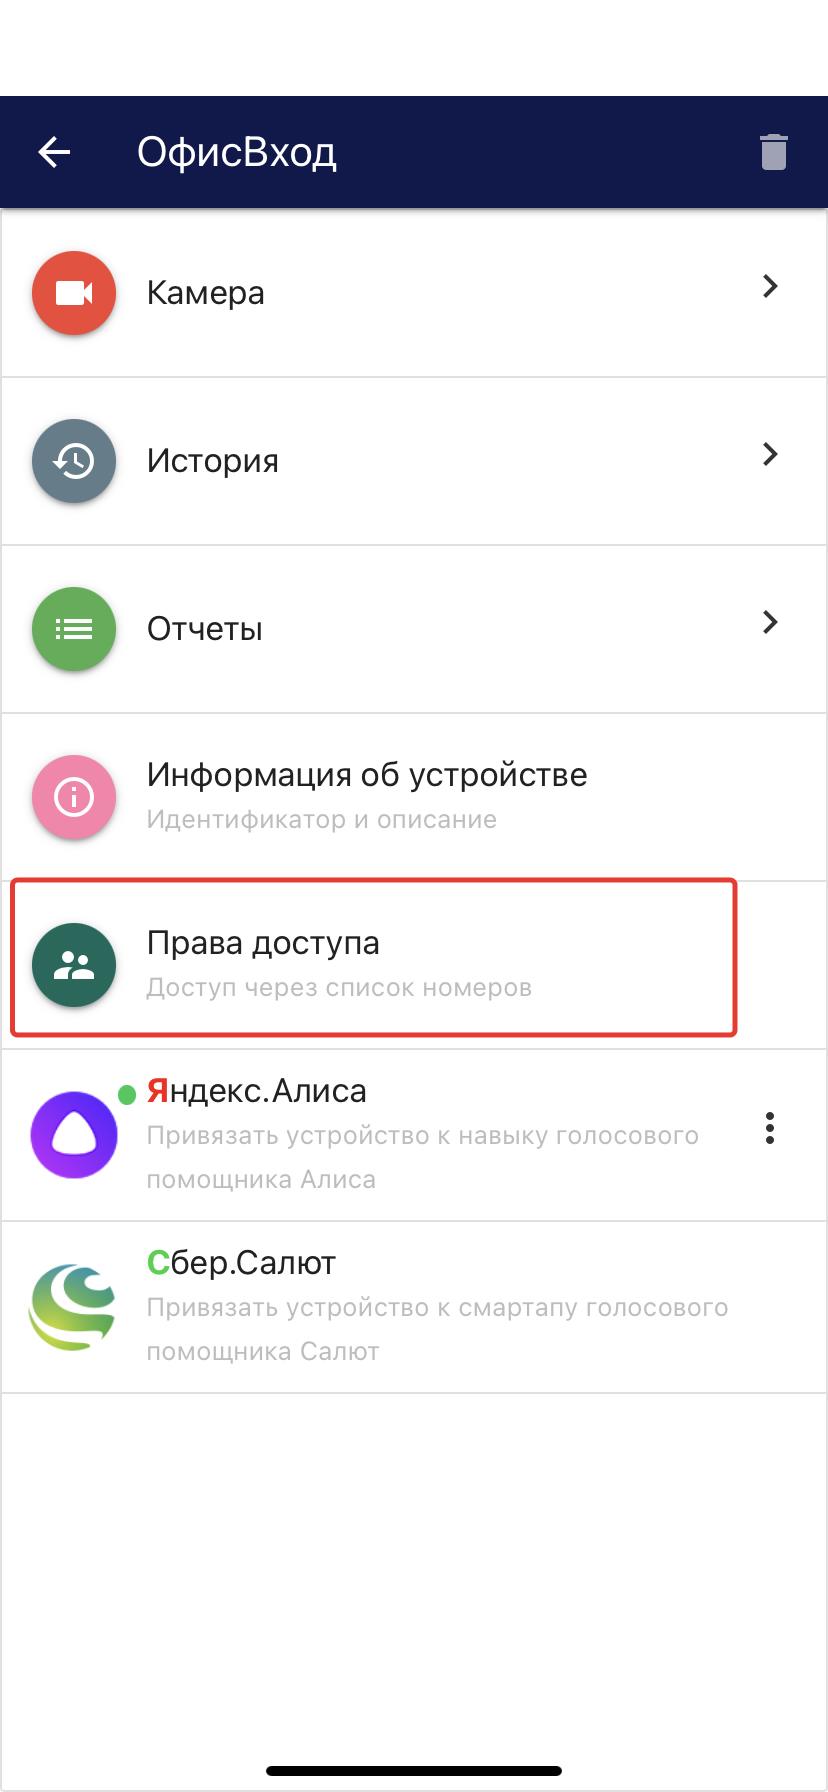 ОфисВход
Камера
История
Отчеты
Информация об устройстве
Идентификатор и описание
Права доступа
Доступ через список номеров
Яндекс.Алиса
Привязать устройство к навыку голосового
помощника Алиса
Сбер.Салют
Привязать устройство к смартапу голосового
помощника Салют